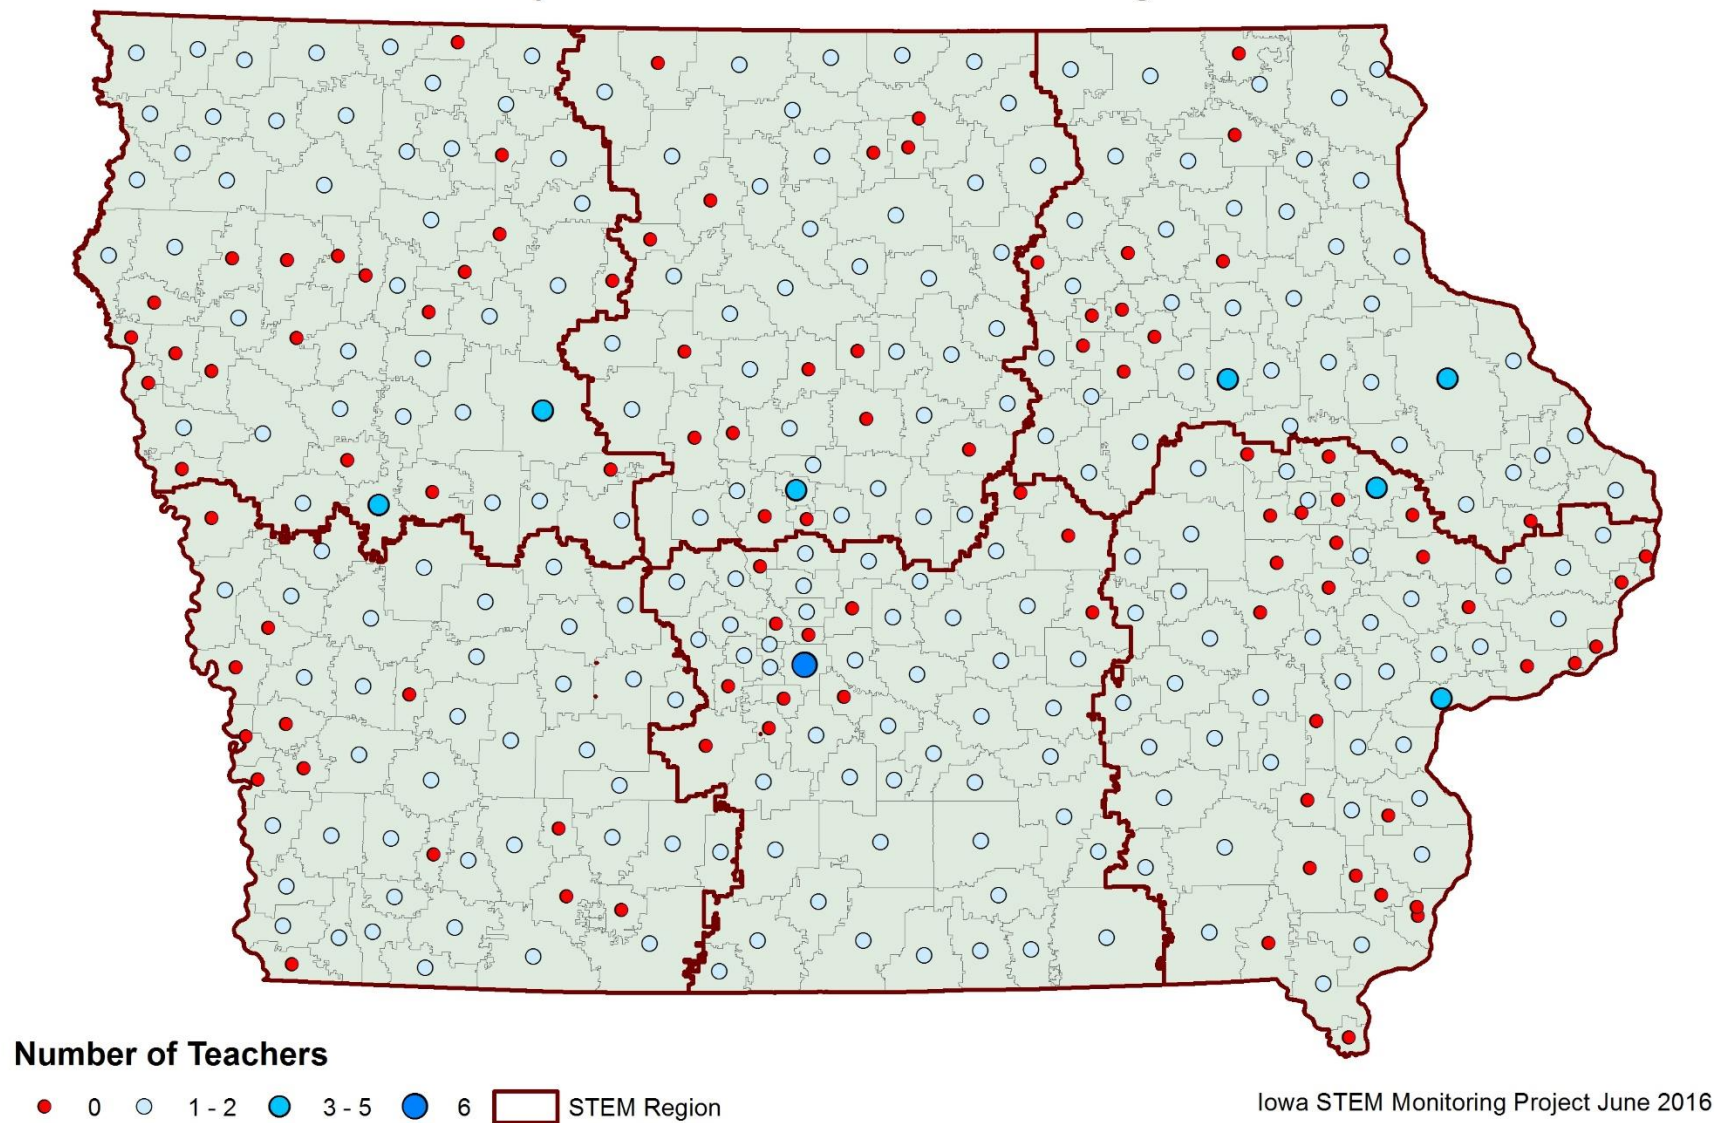 Number of Teachers
0 1 - 2 3 - 5 6 STEM Region
Iowa STEM Monitoring Project June 2016